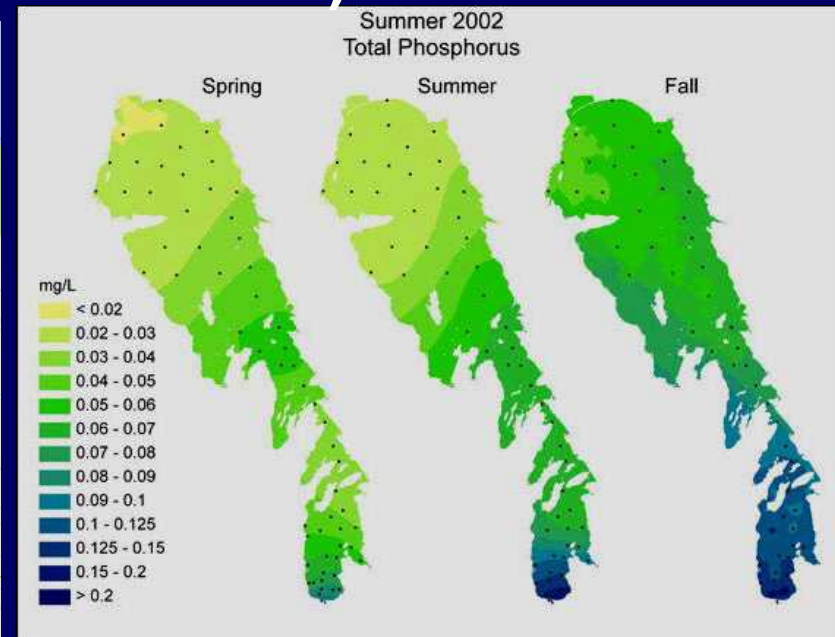 Summer 2002
Total Phosphorus
Spring
Summer
Fall
mg/L
< 0.02
0.02 - 0.03
0.03 - 0.04
0.04 - 0.05
0.05 - 0.06
0.06 - 0.07
0.07 - 0.08
0.08 - 0.09
0.09 - 0.1
0.1 - 0.125
0.125 - 0.15
0.15 - 0.2
> 0.2